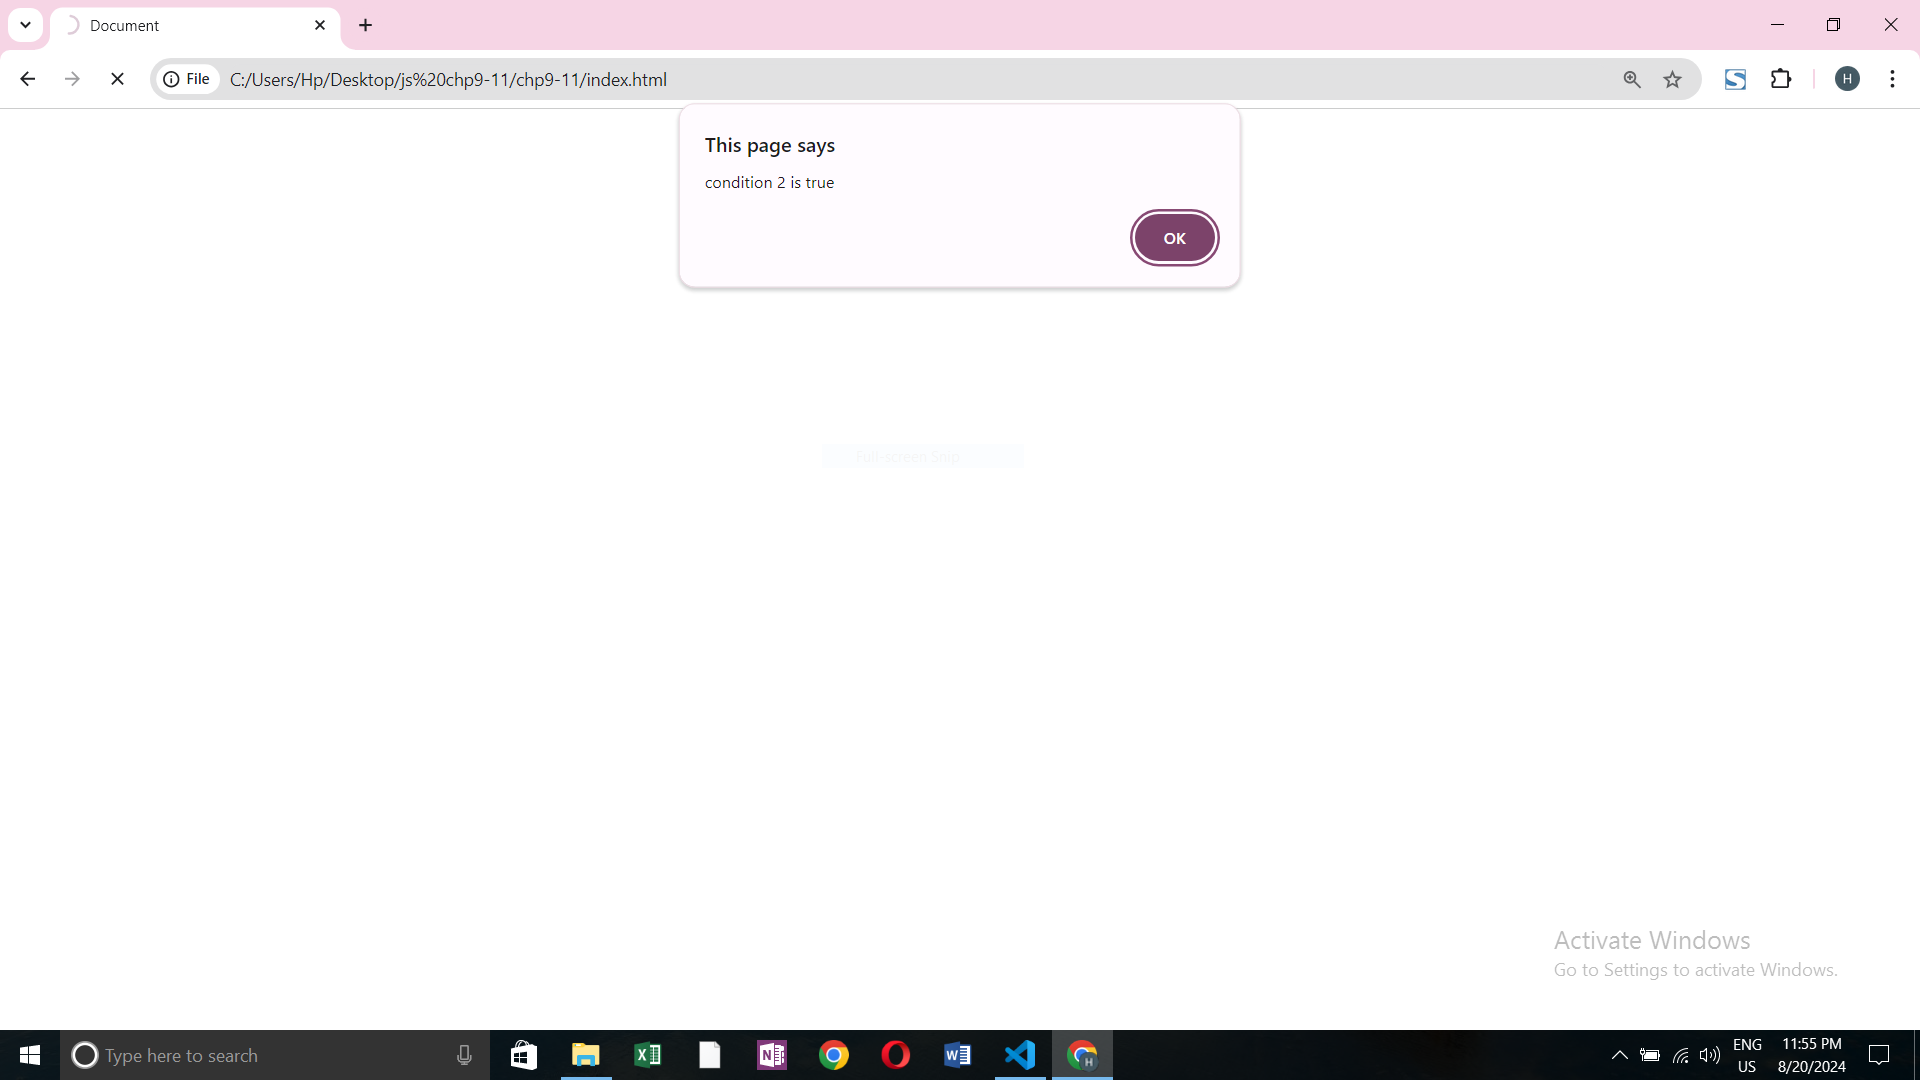 Document
File
C:/Users/Hp/Desktop/js%20chp9-11/chp9-11/index.html
H
This page says
condition 2 is true
OK
Full-screen Snip
Activate Windows
Go to Settings to activate Windows.
Type here to search
ENG
US
11:55 PM
8/20/2024